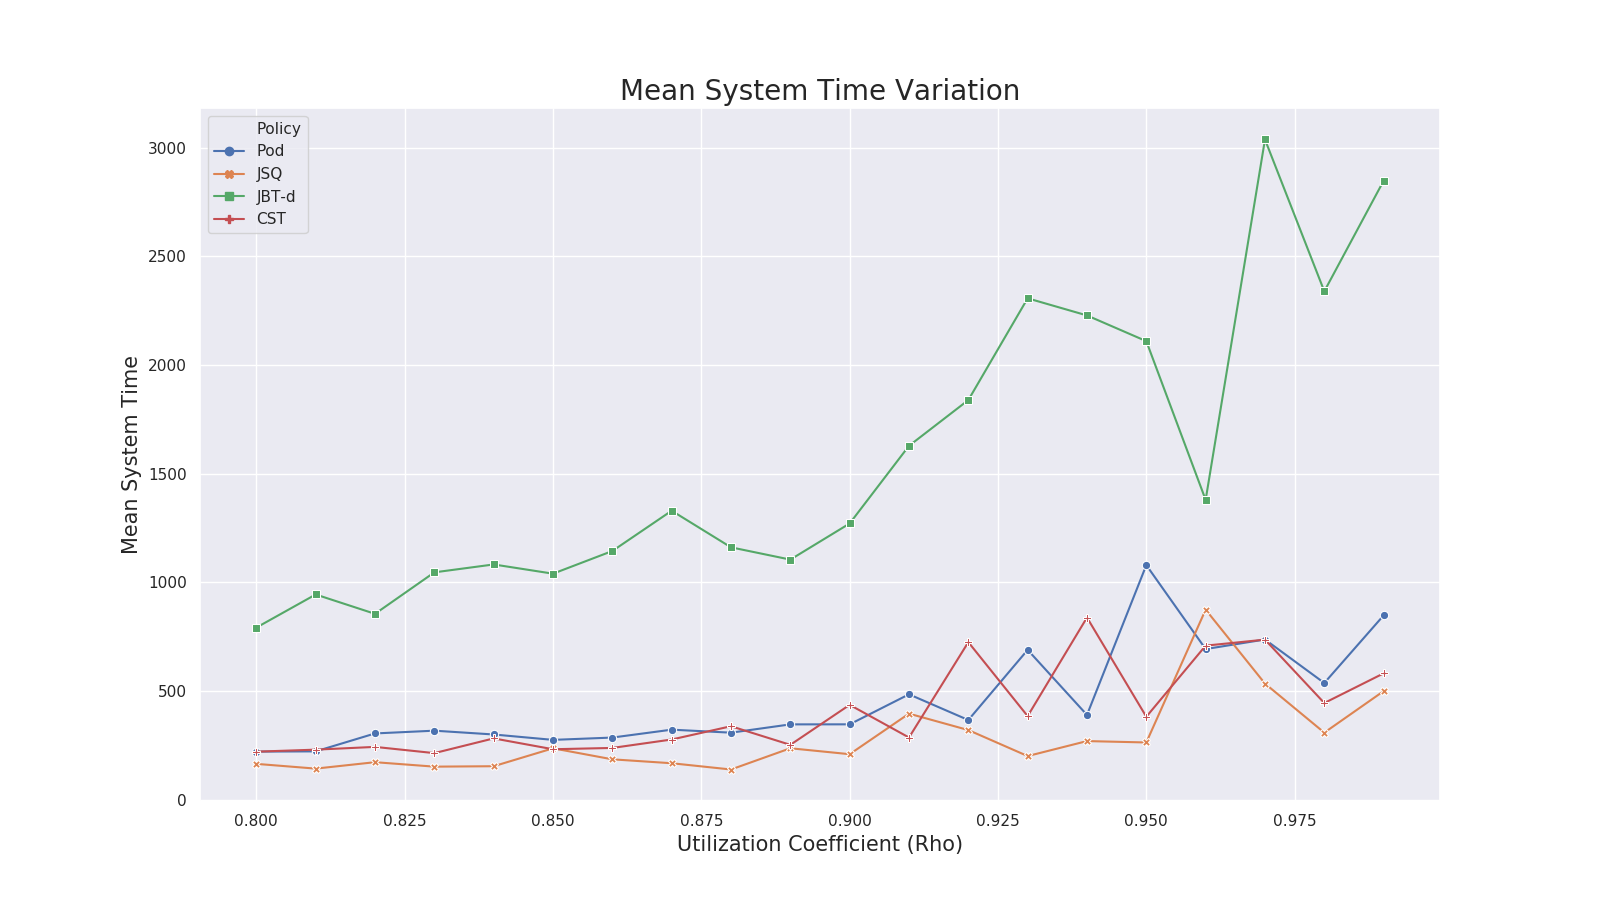 Mean System Time Variation
Policy
Pod
JSQ
JBT-d
CST
Mean System Time
3000
2500
2000
1500
1000
500
0
0.800 0.825 0.850 0.875 0.900 0.925 0.950 0.975
Utilization Coefficient (Rho)